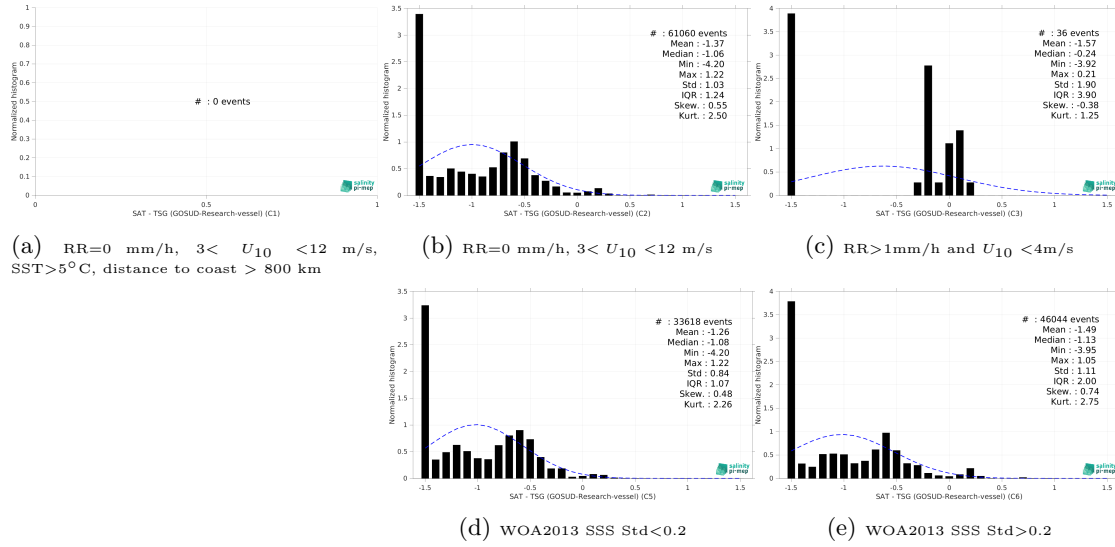 1
0.9
0.8
0.7
0.6
0.5
0.4
0.3
0.2
0.1
0
Normalized histogram
# : 0 events
0 0.5 1
SAT - TSG (GOSUD-Research-vessel) (C1)
salinity
pi-mep
(a) RR=0 mm/h, 3< U10 <12 m/s,
SST>5°C, distance to coast > 800 km
3.5
3
2.5
2
1.5
1
0.5
0
Normalized histogram
# : 61060 events
Mean : -1.37
Median : -1.06
Min : -4.20
Max : 1.22
Std : 1.03
IQR : 1.24
Skew. : 0.55
Kurt. : 2.50
-1.5 -1 -0.5 0 0.5 1 1.5
SAT - TSG (GOSUD-Research-vessel) (C2)
salinity
pi-mep
(b) RR=0 mm/h, 3< U10 <12 m/s
4
3.5
3
2.5
2
1.5
1
0.5
0
Normalized histogram
# : 36 events
Mean : -1.57
Median : -0.24
Min : -3.92
Max : 0.21
Std : 1.90
IQR : 3.90
Skew. : -0.38
Kurt. : 1.25
-1.5 -1 -0.5 0 0.5 1 1.5
SAT - TSG (GOSUD-Research-vessel) (C3)
salinity
pi-mep
(c) RR>1mm/h and U10 <4m/s
3.5
3
2.5
2
1.5
1
0.5
0
Normalized histogram
# : 33618 events
Mean : -1.26
Median : -1.08
Min : -4.20
Max : 1.22
Std : 0.84
IQR : 1.07
Skew. : 0.48
Kurt. : 2.26
-1.5 -1 -0.5 0 0.5 1 1.5
SAT - TSG (GOSUD-Research-vessel) (C5)
salinity
pi-mep
(d) WOA2013 SSS Std<0.2
4
3.5
3
2.5
2
1.5
1
0.5
0
Normalized histogram
# : 46044 events
Mean : -1.49
Median : -1.13
Min : -3.95
Max : 1.05
Std : 1.11
IQR : 2.00
Skew. : 0.74
Kurt. : 2.75
-1.5 -1 -0.5 0 0.5 1 1.5
SAT - TSG (GOSUD-Research-vessel) (C6)
salinity
pi-mep
(e) WOA2013 SSS Std>0.2